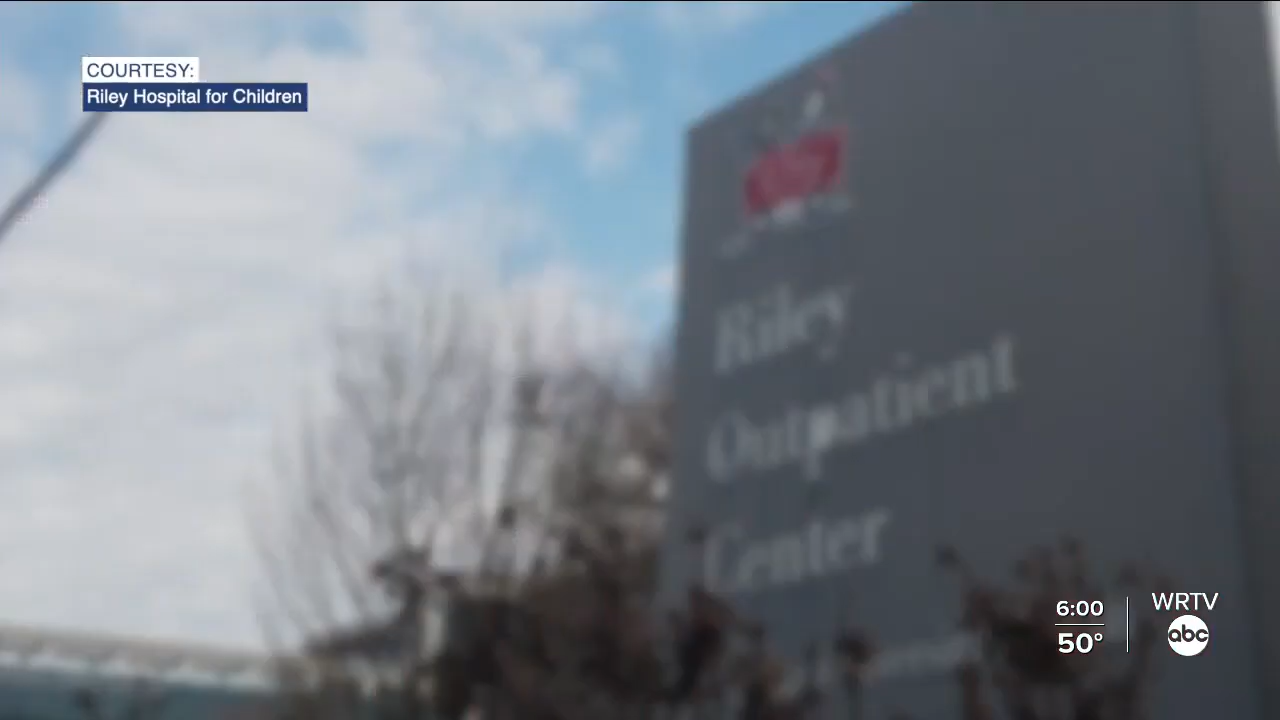 COURTESY:
Riley Hospital for Children
Riley
Outpatient
Center
6:00
50°
WRTV
abc